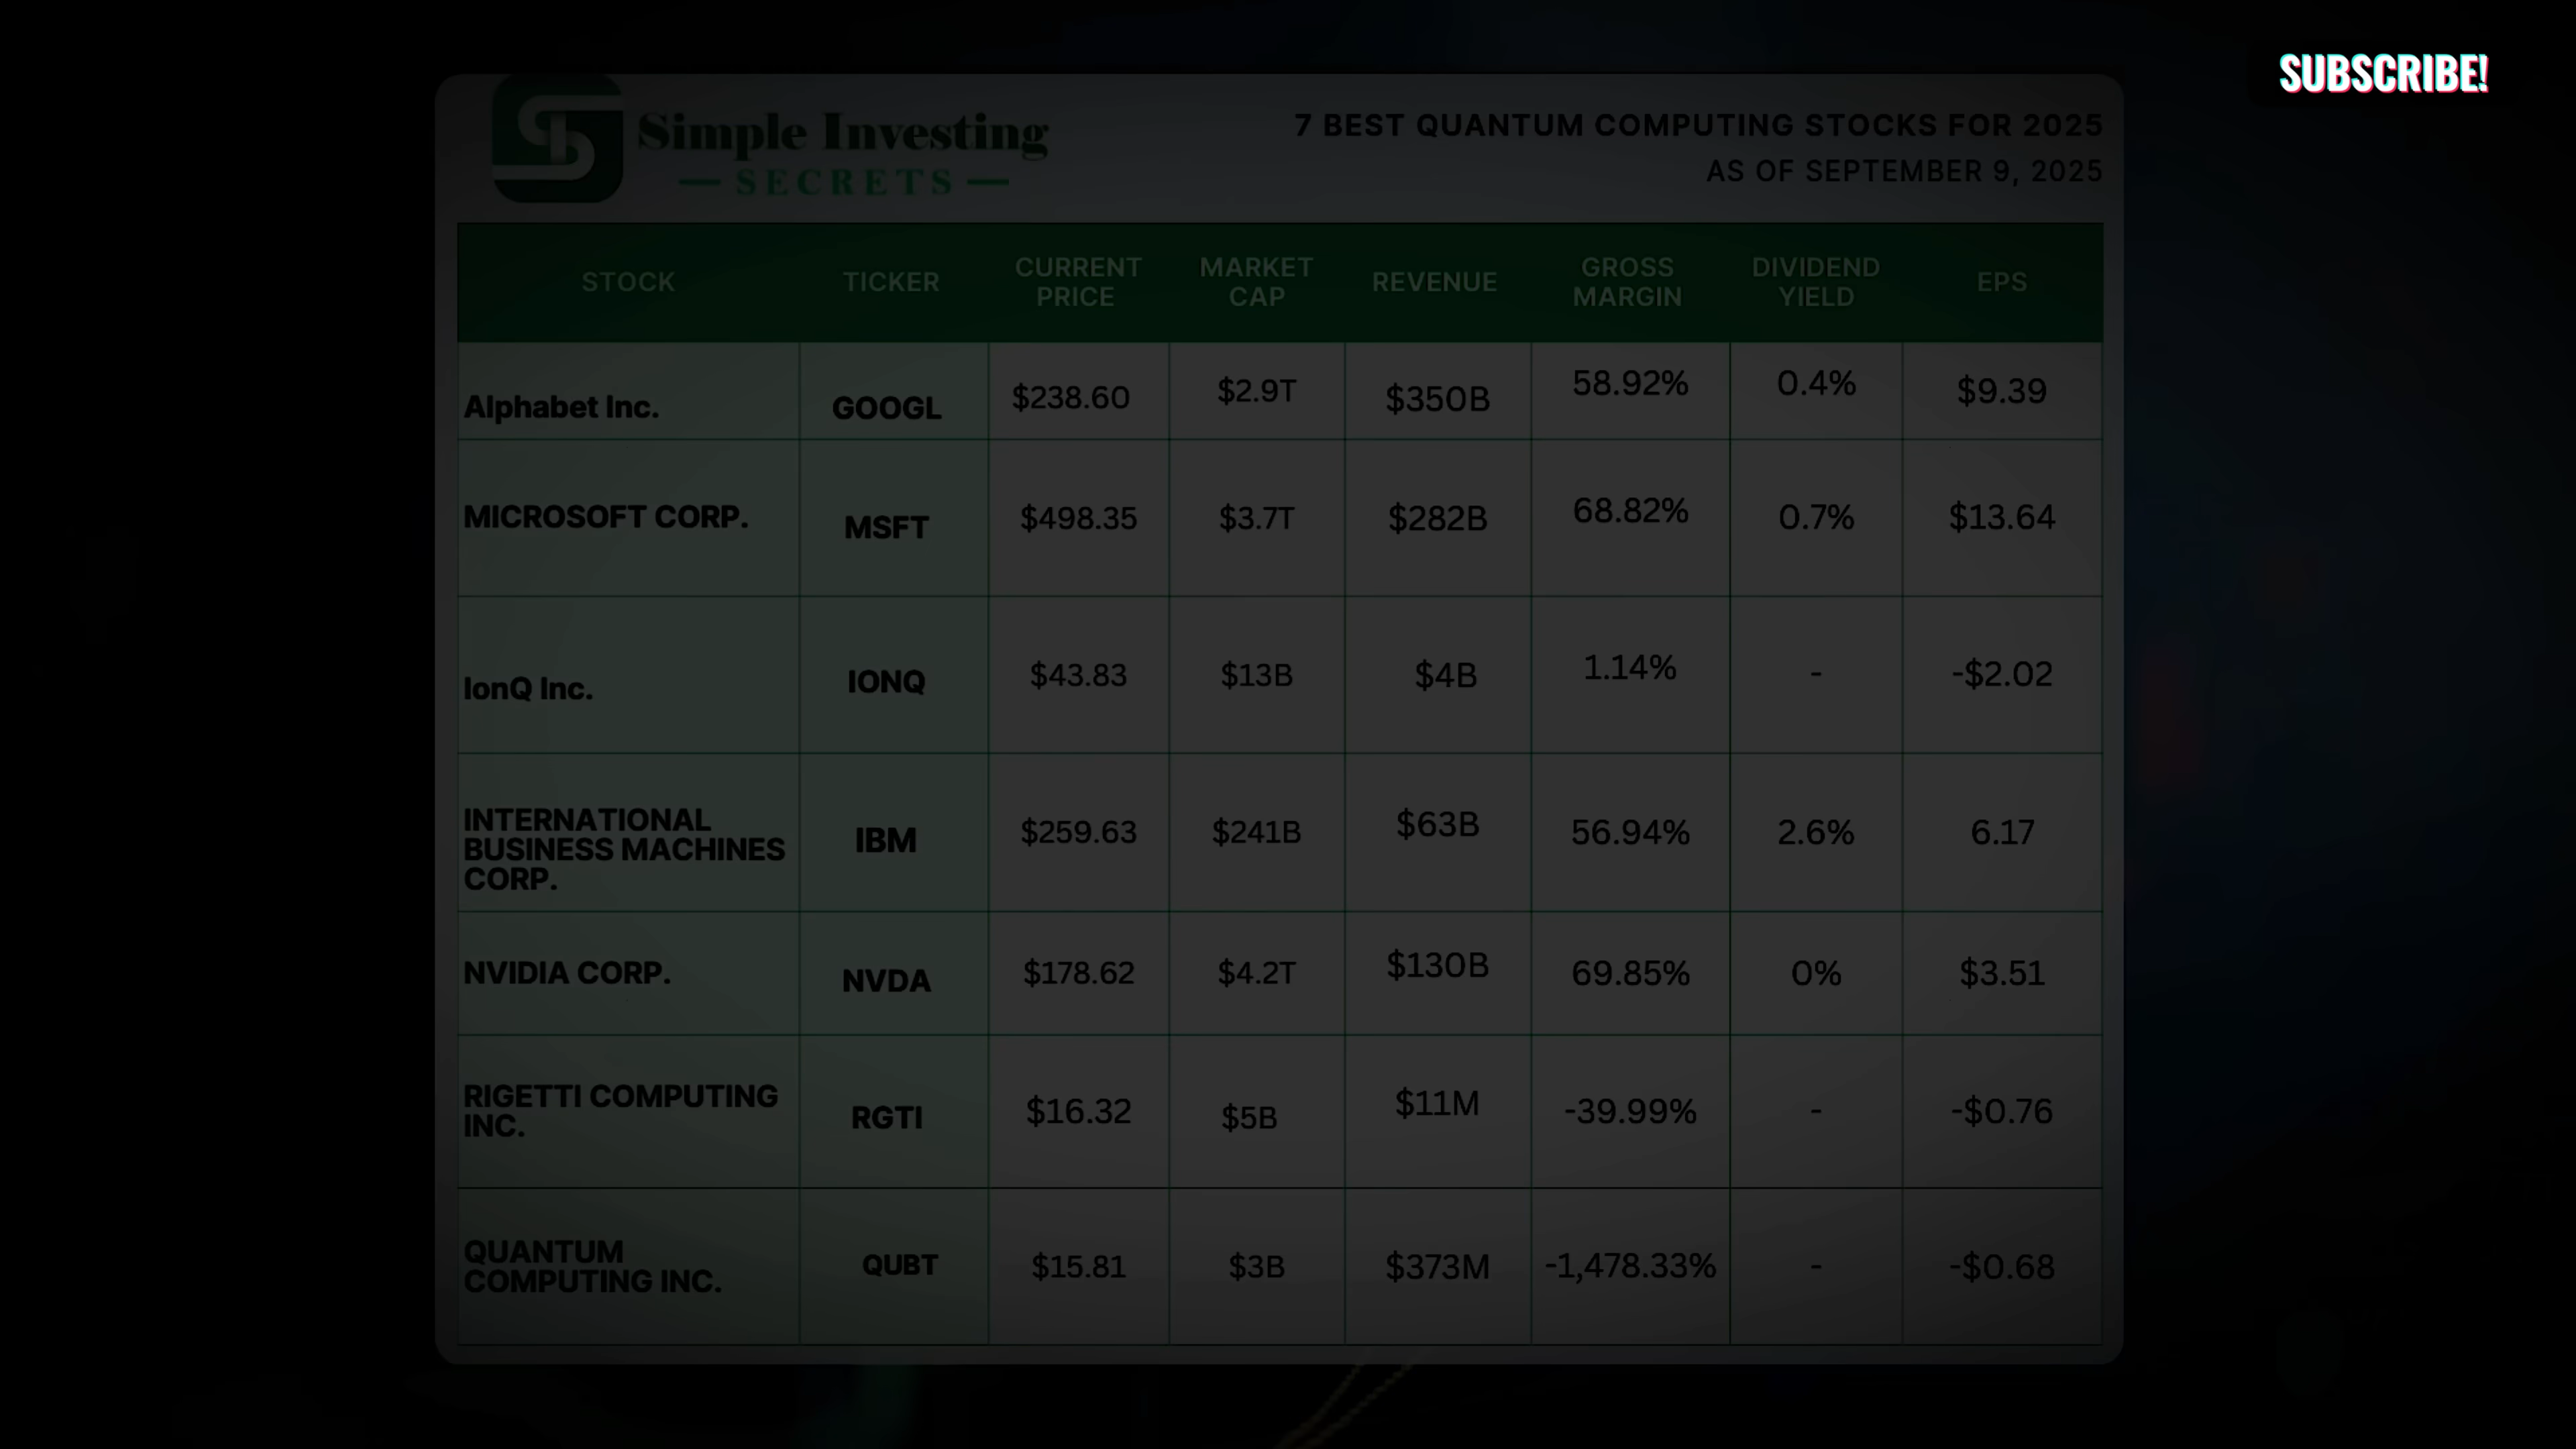 SUBSCRIBE!
Simple Investing
SECRETS
7 BEST QUANTUM COMPUTING STOCKS FOR 2025
AS OF SEPTEMBER 9, 2025
STOCK TICKER CURRENT PRICE MARKET CAP REVENUE GROSS MARGIN DIVIDEND YIELD EPS
Alphabet Inc. GOOGL $238.60 $2.9T $350B 58.92% 0.4% $9.39
MICROSOFT CORP. MSFT $498.35 $3.7T $282B 68.82% 0.7% $13.64
IonQ Inc. IONQ $43.83 $13B $4B 1.14% - -$2.02
INTERNATIONAL BUSINESS MACHINES CORP. IBM $259.63 $241B $63B 56.94% 2.6% 6.17
NVIDIA CORP. NVDA $178.62 $4.2T $130B 69.85% 0% $3.51
RIGETTI COMPUTING INC. RGTI $16.32 $5B $11M -39.99% - -$0.76
QUANTUM COMPUTING INC. QUBT $15.81 $3B $373M -1,478.33% - -$0.68